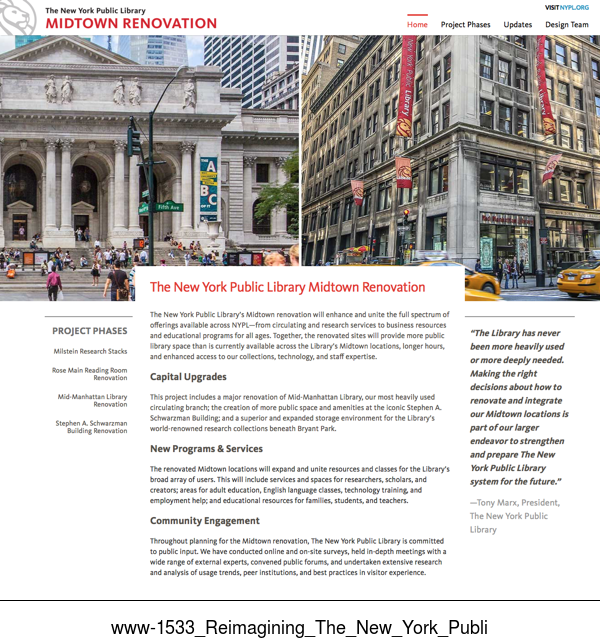 The New York Public Library
MIDTOWN RENOVATION
VISITNYPL.ORG
Home
Project Phases
Updates
Design Team
THE
A
B
C
OF IT
Fifth Ave
New York
Public
Library
The New York Public Library Midtown Renovation
The New York Public Library's Midtown renovation will enhance and unite the full spectrum of
offerings available across NYPL—from circulating and research services to business resources
and educational programs for all ages. Together, the renovated sites will provide more public
library space than is currently available across the Library's Midtown locations, longer hours,
and enhanced access to our collections, technology, and staff expertise.
Capital Upgrades
This project includes a major renovation of Mid-Manhattan Library, our most heavily used
circulating branch; the creation of more public space and amenities at the iconic Stephen A.
Schwarzman Building; and a superior and expanded storage environment for the Library's
world-renowned research collections beneath Bryant Park.
New Programs & Services
The renovated Midtown locations will expand and unite resources and classes for the Library's
broad array of users. This will include services and spaces for researchers, scholars, and
creators; areas for adult education, English language classes, technology training, and
employment help; and educational resources for families, students, and teachers.
Community Engagement
Throughout planning for the Midtown renovation, The New York Public Library is committed
to public input. We have conducted online and on-site surveys, held in-depth meetings with a
wide range of external experts, convened public forums, and undertaken extensive research
and analysis of usage trends, peer institutions, and best practices in visitor experience.
PROJECT PHASES
Milstein Research Stacks
Rose Main Reading Room
Renovation
Mid-Manhattan Library
Renovation
Stephen A. Schwarzman
Building Renovation
"The Library has never
been more heavily used
or more deeply needed.
Making the right
decisions about how to
renovate and integrate
our Midtown locations is
part of our larger
endeavor to strengthen
and prepare The New
York Public Library
system for the future."
—Tony Marx, President,
The New York Public
Library
www-1533_Reimagining_The_New_York_Publi